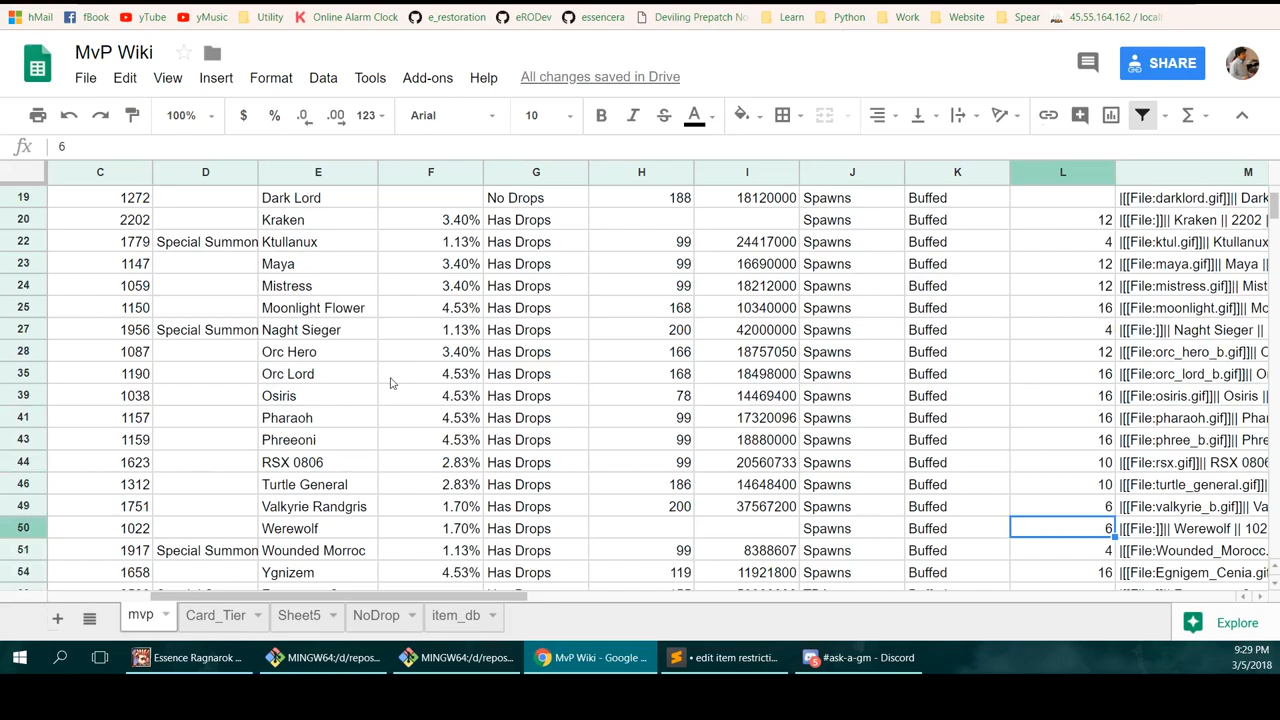 hMail fBook yTube yMusic Utility Online Alarm Clock e_restoration eRODev essencera Deviling Prepatch No Learn Python Work Website Spear 45.55.164.162 / local
MvP Wiki
File Edit View Insert Format Data Tools Add-ons Help All changes saved in Drive
SHARE
100% $ % .0 .00 123 Arial 10 B I S A Σ
fx 6
C D E F G H I J K L M
19 1272 Dark Lord No Drops 188 18120000 Spawns Buffed |[[File:darklord.gif]]|| Dark
20 2202 Kraken 3.40% Has Drops Spawns Buffed 12 |[[File:]]|| Kraken || 2202 |
22 1779 Special Summon Ktullanux 1.13% Has Drops 99 24417000 Spawns Buffed 4 |[[File:ktul.gif]]|| Ktullanux
23 1147 Maya 3.40% Has Drops 99 16690000 Spawns Buffed 12 |[[File:maya.gif]]|| Maya ||
24 1059 Mistress 3.40% Has Drops 99 18212000 Spawns Buffed 12 |[[File:mistress.gif]]|| Mist
25 1150 Moonlight Flower 4.53% Has Drops 168 10340000 Spawns Buffed 16 |[[File:moonlight.gif]]|| Mo
27 1956 Special Summon Naght Sieger 1.13% Has Drops 200 42000000 Spawns Buffed 4 |[[File:]]|| Naght Sieger ||
28 1087 Orc Hero 3.40% Has Drops 166 18757050 Spawns Buffed 12 |[[File:orc_hero_b.gif]]|| O
35 1190 Orc Lord 4.53% Has Drops 168 18498000 Spawns Buffed 16 |[[File:orc_lord_b.gif]]|| Or
39 1038 Osiris 4.53% Has Drops 78 14469400 Spawns Buffed 16 |[[File:osiris.gif]]|| Osiris ||
41 1157 Pharaoh 4.53% Has Drops 99 17320096 Spawns Buffed 16 |[[File:pharaoh.gif]]|| Phar
43 1159 Phreeoni 4.53% Has Drops 99 18880000 Spawns Buffed 16 |[[File:phree_b.gif]]|| Phre
44 1623 RSX 0806 2.83% Has Drops 99 20560733 Spawns Buffed 10 |[[File:rsx.gif]]|| RSX 0806
46 1312 Turtle General 2.83% Has Drops 186 14648400 Spawns Buffed 10 |[[File:turtle_general.gif]]
49 1751 Valkyrie Randgris 1.70% Has Drops 200 37567200 Spawns Buffed 6 |[[File:valkyrie_b.gif]]|| Va
50 1022 Werewolf 1.70% Has Drops Spawns Buffed 6 |[[File:]]|| Werewolf || 102
51 1917 Special Summon Wounded Morroc 1.13% Has Drops 99 8388607 Spawns Buffed 4 |[[File:Wounded_Morocc.
54 1658 Ygnizem 4.53% Has Drops 119 11921800 Spawns Buffed 16 |[[File:Egnigem_Cenia.gif
mvp Card_Tier Sheet5 NoDrop item_db Explore
Essence Ragnarok ... MINGW64:/d/repos... MINGW64:/d/repos... MvP Wiki - Google ... • edit item restricti... #ask-a-gm - Discord 9:29 PM
3/5/2018